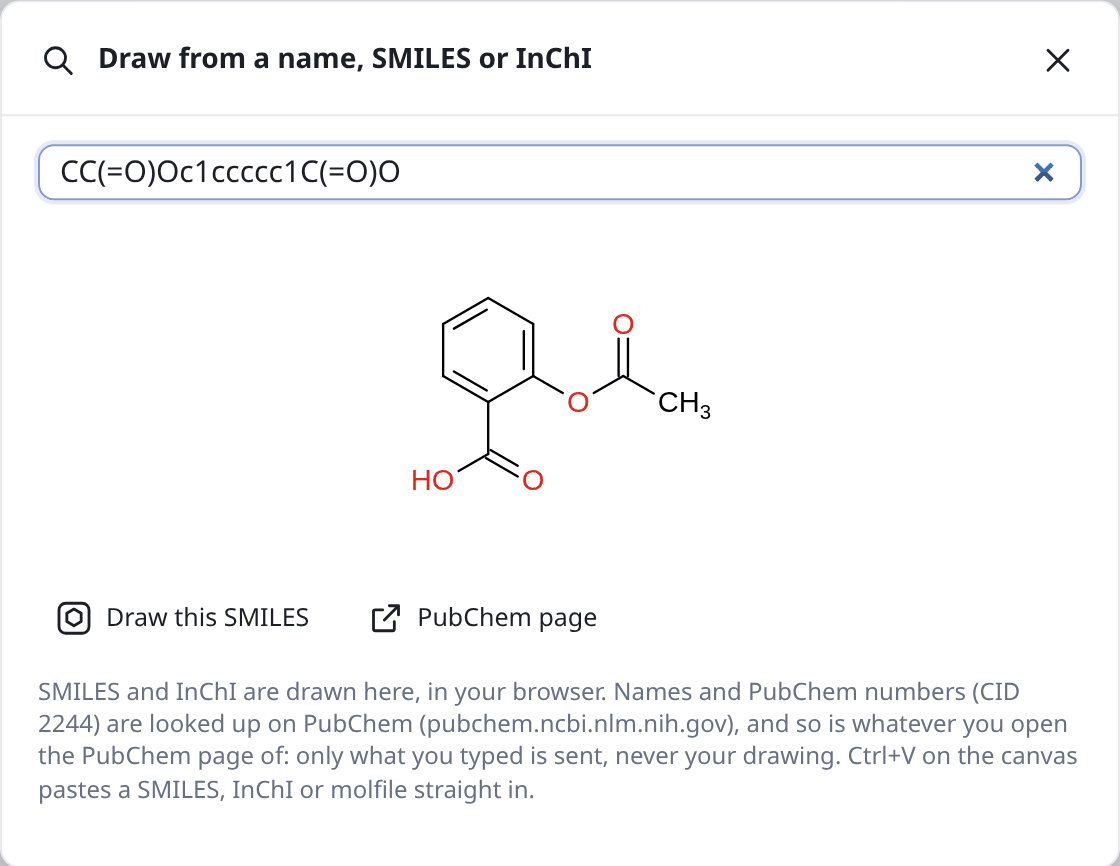 Draw from a name, SMILES or InChI
CC(=O)Oc1ccccc1C(=O)O
O
O
CH3
HO
O
Draw this SMILES
PubChem page
SMILES and InChI are drawn here, in your browser. Names and PubChem numbers (CID
2244) are looked up on PubChem (pubchem.ncbi.nlm.nih.gov), and so is whatever you open
the PubChem page of: only what you typed is sent, never your drawing. Ctrl+V on the canvas
pastes a SMILES, InChI or molfile straight in.